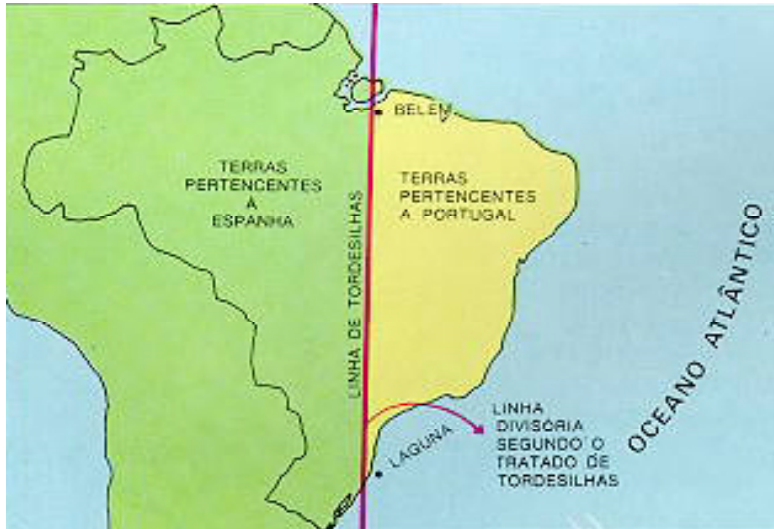 BELÉM
TERRAS
PERTENCENTES
À
ESPANHA
LINHA DE TORDESILHAS
TERRAS
PERTENCENTES
A PORTUGAL
OCEANO ATLÂNTICO
LINHA
DIVISÓRIA
SEGUNDO O
TRATADO DE
TORDESILHAS
LAGUNA